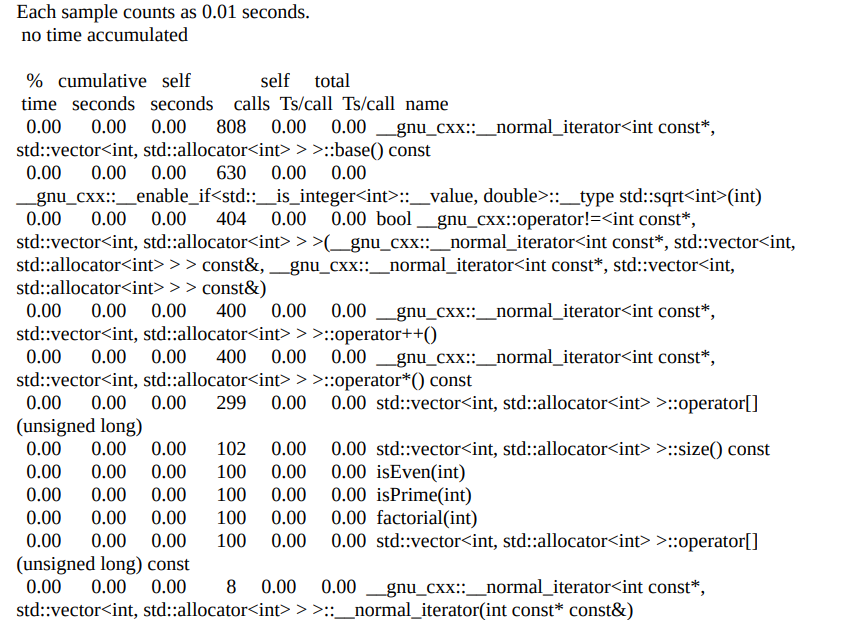 Each sample counts as 0.01 seconds.
no time accumulated
% cumulative self self total
time seconds seconds calls Ts/call Ts/call name
0.00 0.00 0.00 808 0.00 0.00 __gnu_cxx::__normal_iterator<int const*,
std::vector<int, std::allocator<int> > >::base() const
0.00 0.00 0.00 630 0.00 0.00
__gnu_cxx::__enable_if<std::__is_integer<int>::__value, double>::__type std::sqrt<int>(int)
0.00 0.00 0.00 404 0.00 0.00 bool __gnu_cxx::operator!=<int const*,
std::vector<int, std::allocator<int> > >(__gnu_cxx::__normal_iterator<int const*, std::vector<int,
std::allocator<int> > > const&, __gnu_cxx::__normal_iterator<int const*, std::vector<int,
std::allocator<int> > > const&)
0.00 0.00 0.00 400 0.00 0.00 __gnu_cxx::__normal_iterator<int const*,
std::vector<int, std::allocator<int> > >::operator++()
0.00 0.00 0.00 400 0.00 0.00 __gnu_cxx::__normal_iterator<int const*,
std::vector<int, std::allocator<int> > >::operator*() const
0.00 0.00 0.00 299 0.00 0.00 std::vector<int, std::allocator<int> >::operator[]
(unsigned long)
0.00 0.00 0.00 102 0.00 0.00 std::vector<int, std::allocator<int> >::size() const
0.00 0.00 0.00 100 0.00 0.00 isEven(int)
0.00 0.00 0.00 100 0.00 0.00 isPrime(int)
0.00 0.00 0.00 100 0.00 0.00 factorial(int)
0.00 0.00 0.00 100 0.00 0.00 std::vector<int, std::allocator<int> >::operator[]
(unsigned long) const
0.00 0.00 0.00 8 0.00 0.00 __gnu_cxx::__normal_iterator<int const*,
std::vector<int, std::allocator<int> > >::__normal_iterator(int const* const&)